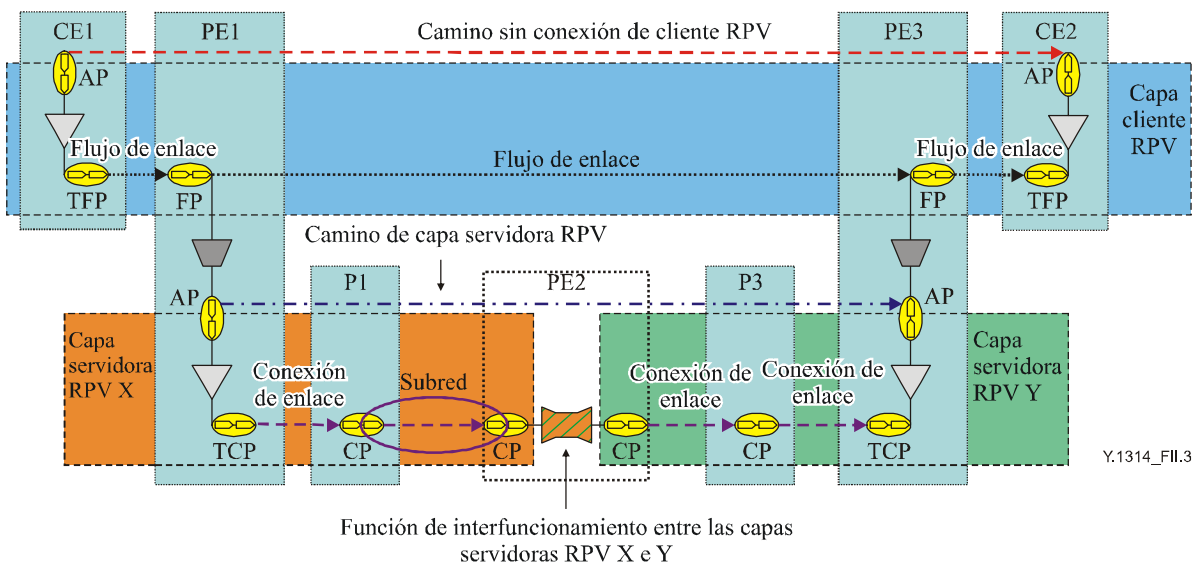 CE1
PE1
Camino sin conexión de cliente RPV
PE3
CE2
AP
AP
Capa
cliente
RPV
Flujo de enlace
Flujo de enlace
Flujo de enlace
TFP
FP
FP
TFP
Camino de capa servidora RPV
P1
PE2
P3
AP
AP
Capa
servidora
RPV X
Conexión
de enlace
Subred
Conexión de
enlace
Conexión de
enlace
Capa
servidora
RPV Y
TCP
CP
CP
CP
CP
TCP
Y.1314_FII.3
Función de interfuncionamiento entre las capas
servidoras RPV X e Y